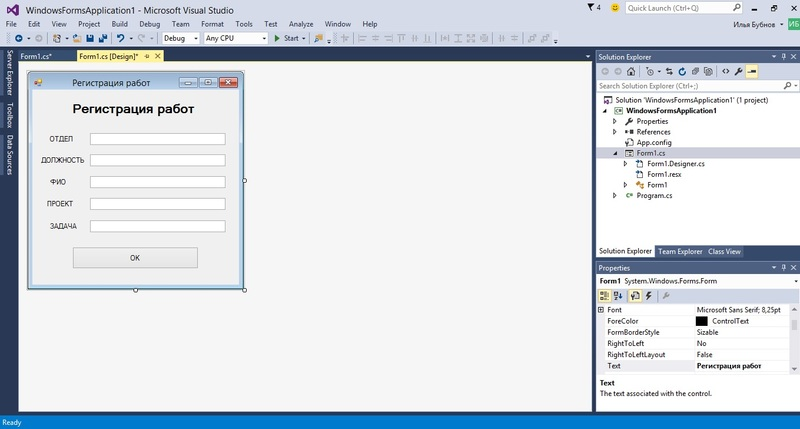 WindowsFormsApplication1 - Microsoft Visual Studio
4
Quick Launch (Ctrl+Q)
File Edit View Project Build Debug Team Format Tools Test Analyze Window Help
Илья Бубнов ИБ
Debug Any CPU Start
Server Explorer
Toolbox
Data Sources
Form1.cs*
Form1.cs [Design]*
Регистрация работ
Регистрация работ
ОТДЕЛ
ДОЛЖНОСТЬ
ФИО
ПРОЕКТ
ЗАДАЧА
ОК
Solution Explorer
Search Solution Explorer (Ctrl+;)
Solution 'WindowsFormsApplication1' (1 project)
WindowsFormsApplication1
Properties
References
App.config
Form1.cs
Form1.Designer.cs
Form1.resx
Form1
Program.cs
Solution Explorer Team Explorer Class View
Properties
Form1 System.Windows.Forms.Form
Font Microsoft Sans Serif; 8,25pt
ForeColor ControlText
FormBorderStyle Sizable
RightToLeft No
RightToLeftLayout False
Text Регистрация работ
Text
The text associated with the control.
Ready